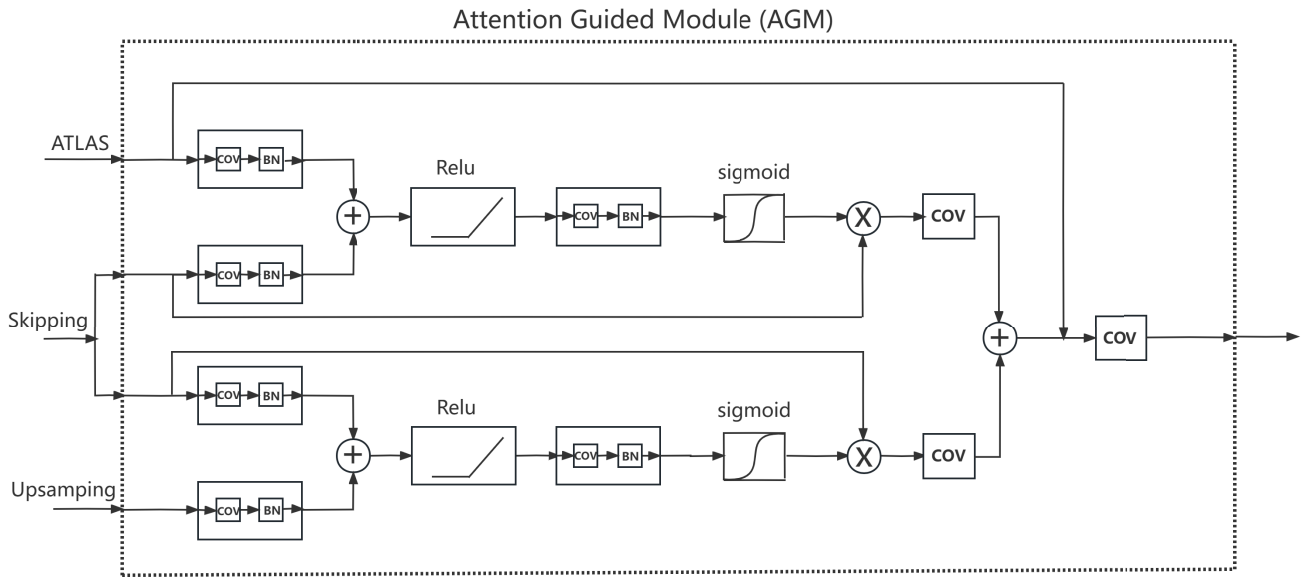 Attention Guided Module (AGM)
ATLAS
COV BN
Relu
sigmoid
COV BN
X
COV
+
COV BN
Skipping
+
COV
COV BN
Relu
sigmoid
+
COV BN
X
COV
Upsamping
COV BN